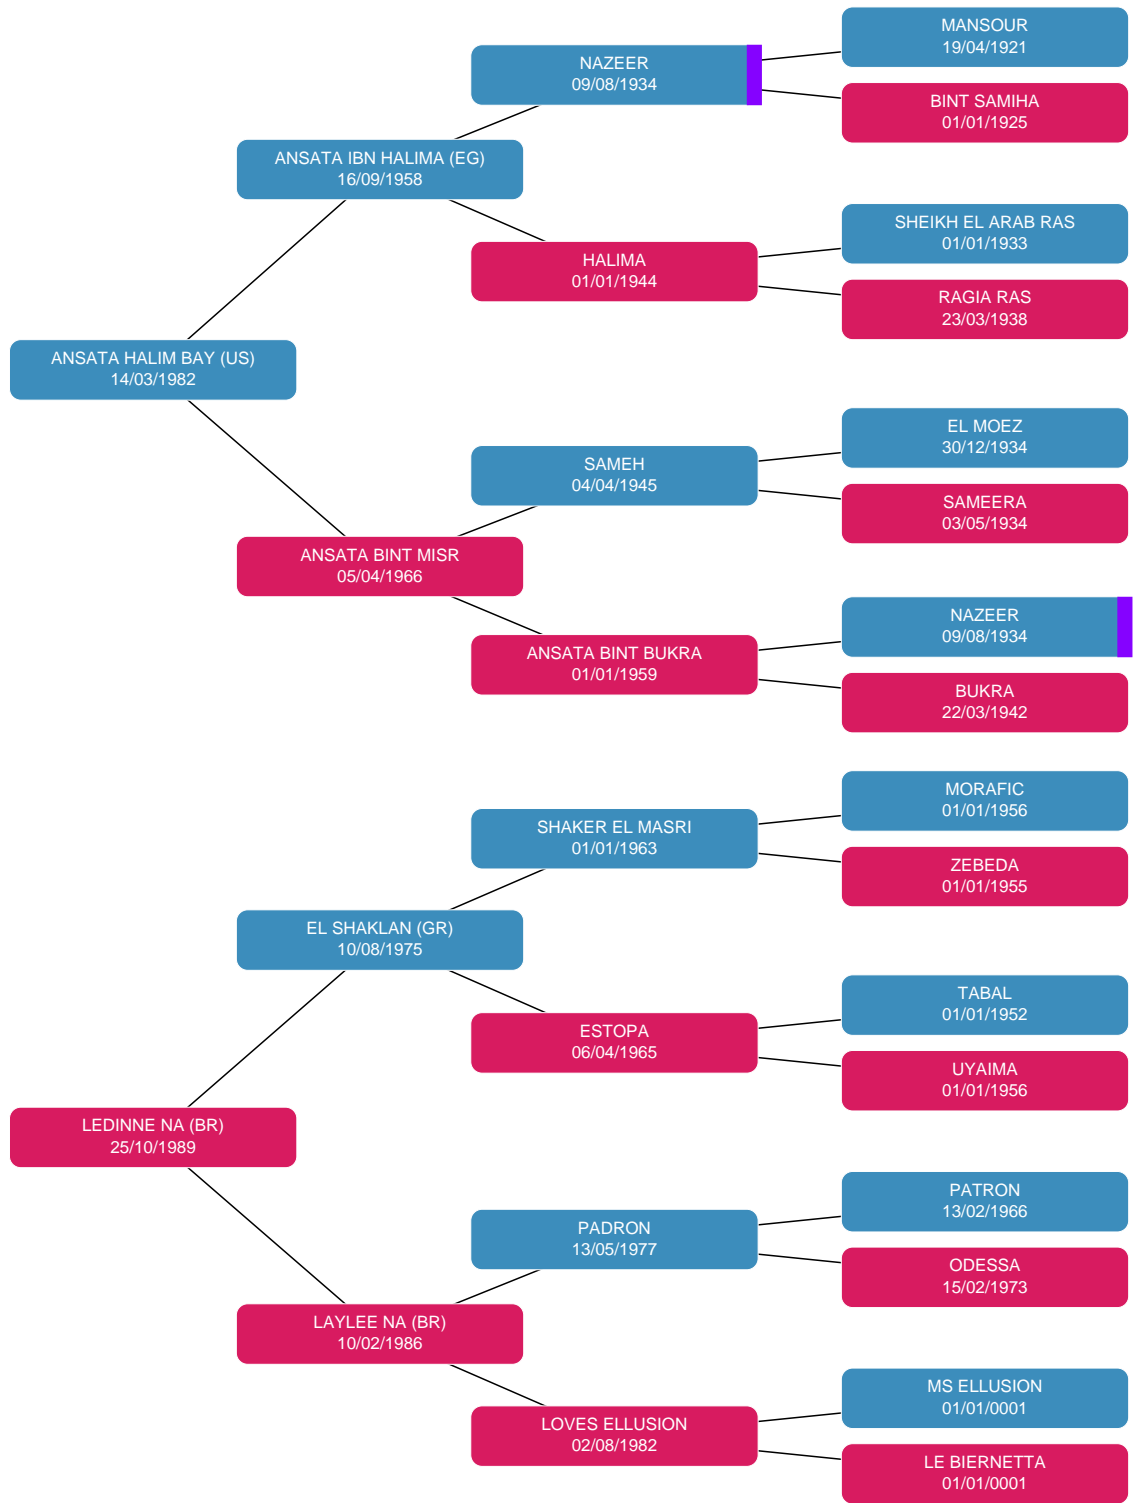 MANSOUR
19/04/1921
NAZEER
09/08/1934
BINT SAMIHA
01/01/1925
ANSATA IBN HALIMA (EG)
16/09/1958
SHEIKH EL ARAB RAS
01/01/1933
HALIMA
01/01/1944
RAGIA RAS
23/03/1938
ANSATA HALIM BAY (US)
14/03/1982
EL MOEZ
30/12/1934
SAMEH
04/04/1945
SAMEERA
03/05/1934
ANSATA BINT MISR
05/04/1966
NAZEER
09/08/1934
ANSATA BINT BUKRA
01/01/1959
BUKRA
22/03/1942
MORAFIC
01/01/1956
SHAKER EL MASRI
01/01/1963
ZEBEDA
01/01/1955
EL SHAKLAN (GR)
10/08/1975
TABAL
01/01/1952
ESTOPA
06/04/1965
UYAIMA
01/01/1956
LEDINNE NA (BR)
25/10/1989
PATRON
13/02/1966
PADRON
13/05/1977
ODESSA
15/02/1973
LAYLEE NA (BR)
10/02/1986
MS ELLUSION
01/01/0001
LOVES ELLUSION
02/08/1982
LE BIERNETTA
01/01/0001